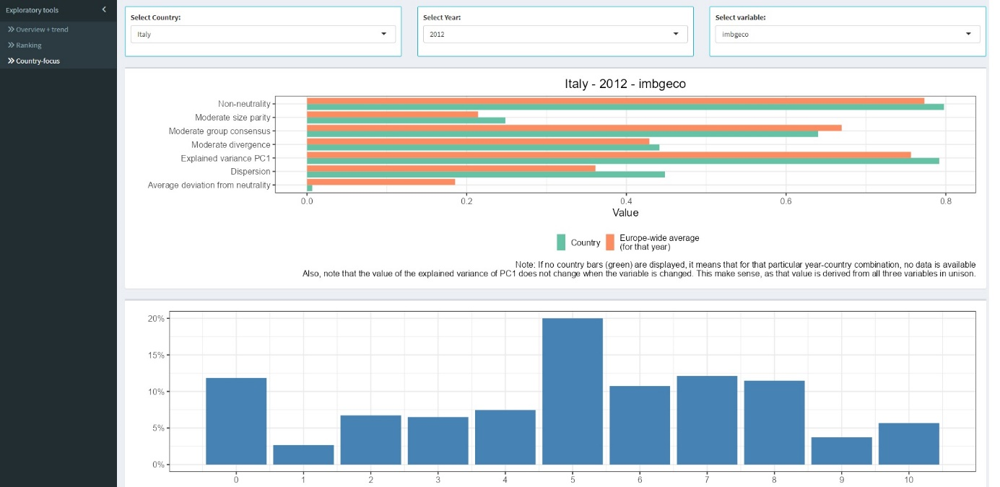 Exploratory tools
Overview + trend
Ranking
Country-focus
Select Country:
Italy
Select Year:
2012
Select variable:
imbgeco
Italy - 2012 - imbgeco
Non-neutrality
Moderate size parity
Moderate group consensus
Moderate divergence
Explained variance PC1
Dispersion
Average deviation from neutrality
0.0 0.2 0.4 0.6 0.8
Value
Country
Europe-wide average
(for that year)
Note: If no country bars (green) are displayed, it means that for that particular year-country combination, no data is available
Also, note that the value of the explained variance of PC1 does not change when the variable is changed. This make sense, as that value is derived from all three variables in unison.
20%
15%
10%
5%
0%
0 1 2 3 4 5 6 7 8 9 10